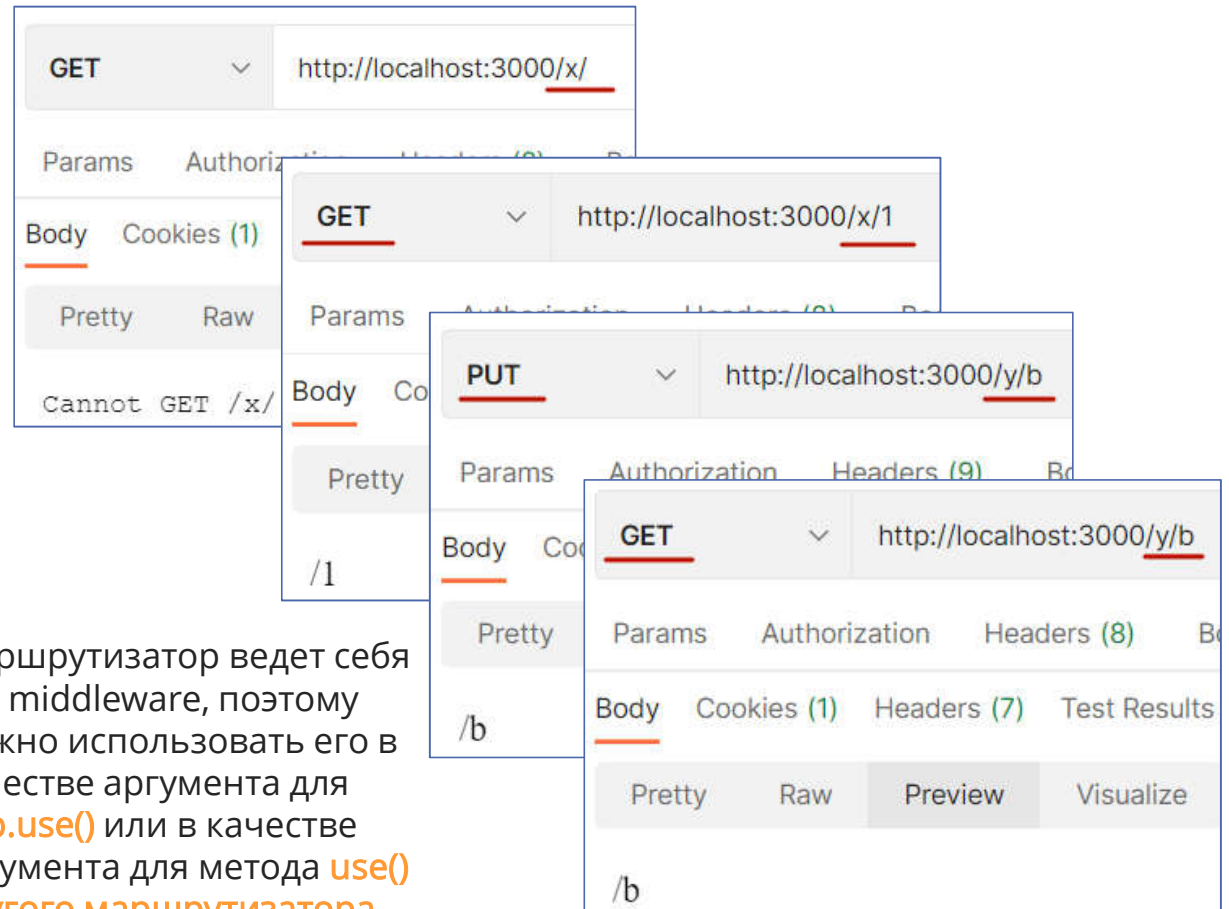 GET http://localhost:3000/x/
Params
Body Cookies (1)
Pretty Raw
Cannot GET /x/
GET http://localhost:3000/x/1
Params
Body
Pretty
/1
PUT http://localhost:3000/y/b
Params Authorization Headers (9)
Body
Pretty
/b
GET http://localhost:3000/y/b
Params Authorization Headers (8)
Body Cookies (1) Headers (7) Test Results
Pretty Raw Preview Visualize
/b
ршрутизатор ведет себя
middleware, поэтому
жно использовать его в
честве аргумента для
.use() или в качестве
умента для метода use()
маршрутизатора